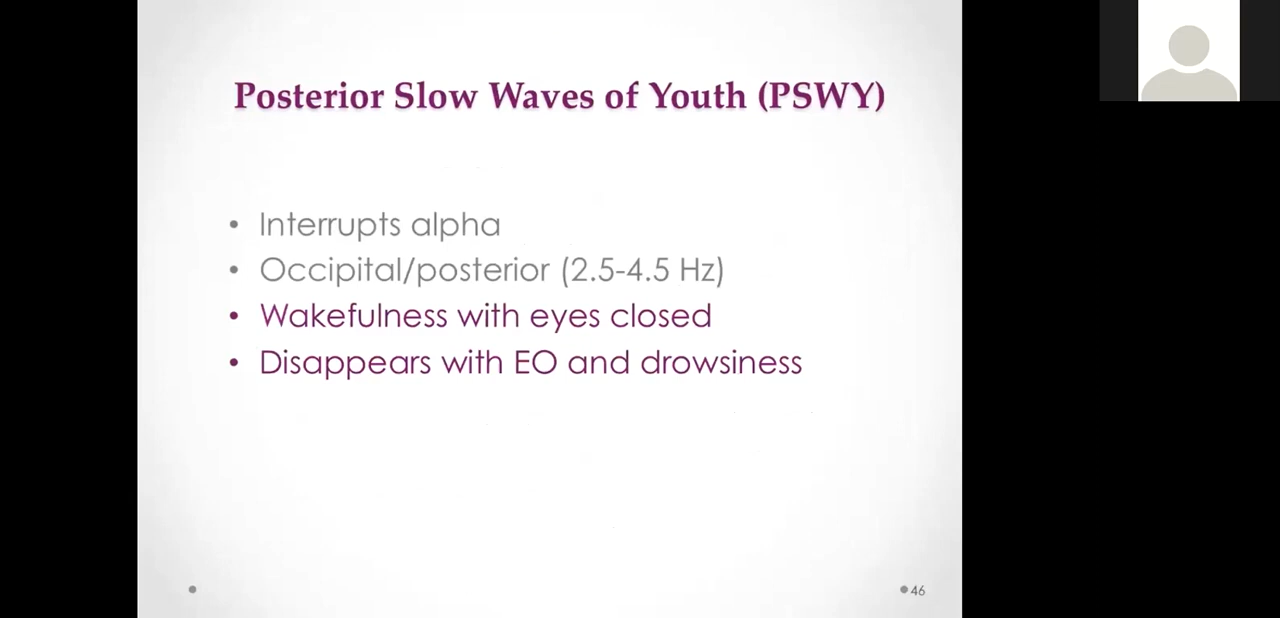 Posterior Slow Waves of Youth (PSWY)
• Interrupts alpha
• Occipital/posterior (2.5-4.5 Hz)
• Wakefulness with eyes closed
• Disappears with EO and drowsiness
46